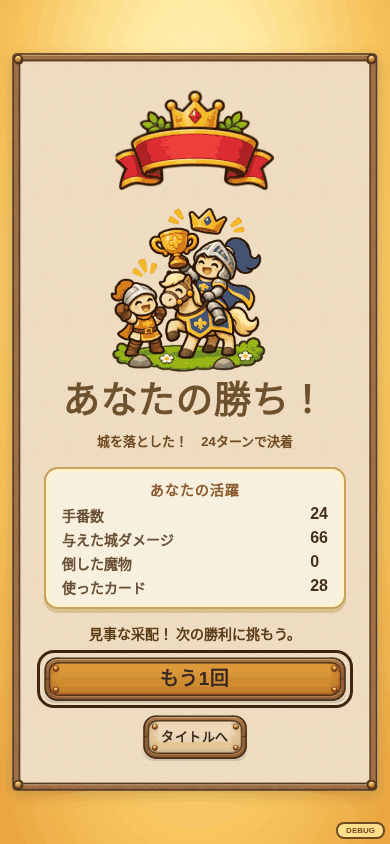 あなたの勝ち！
城を落とした！ 24ターンで決着
あなたの活躍
手番数 24
与えた城ダメージ 66
倒した魔物 0
使ったカード 28
見事な采配！ 次の勝利に挑もう。
もう1回
タイトルへ
DEBUG